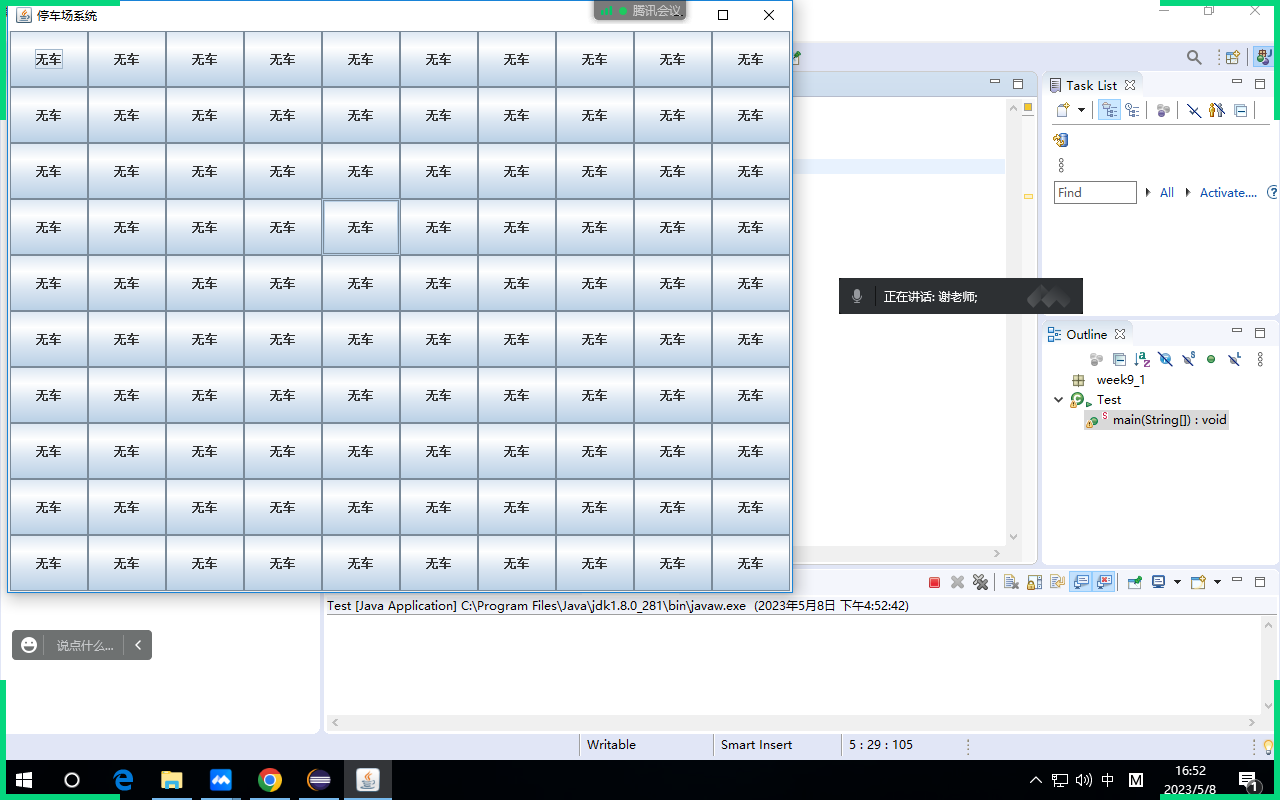 停车场系统
腾讯会议
无车 无车 无车 无车 无车 无车 无车 无车 无车 无车
无车 无车 无车 无车 无车 无车 无车 无车 无车 无车
无车 无车 无车 无车 无车 无车 无车 无车 无车 无车
无车 无车 无车 无车 无车 无车 无车 无车 无车 无车
无车 无车 无车 无车 无车 无车 无车 无车 无车 无车
无车 无车 无车 无车 无车 无车 无车 无车 无车 无车
无车 无车 无车 无车 无车 无车 无车 无车 无车 无车
无车 无车 无车 无车 无车 无车 无车 无车 无车 无车
无车 无车 无车 无车 无车 无车 无车 无车 无车 无车
无车 无车 无车 无车 无车 无车 无车 无车 无车 无车
Task List
Find
All
Activate....
正在讲话: 谢老师;
Outline
week9_1
Test
main(String[]) : void
Test [Java Application] C:\Program Files\Java\jdk1.8.0_281\bin\javaw.exe (2023年5月8日 下午4:52:42)
说点什么...
Writable
Smart Insert
5 : 29 : 105
中
16:52
2023/5/8
1